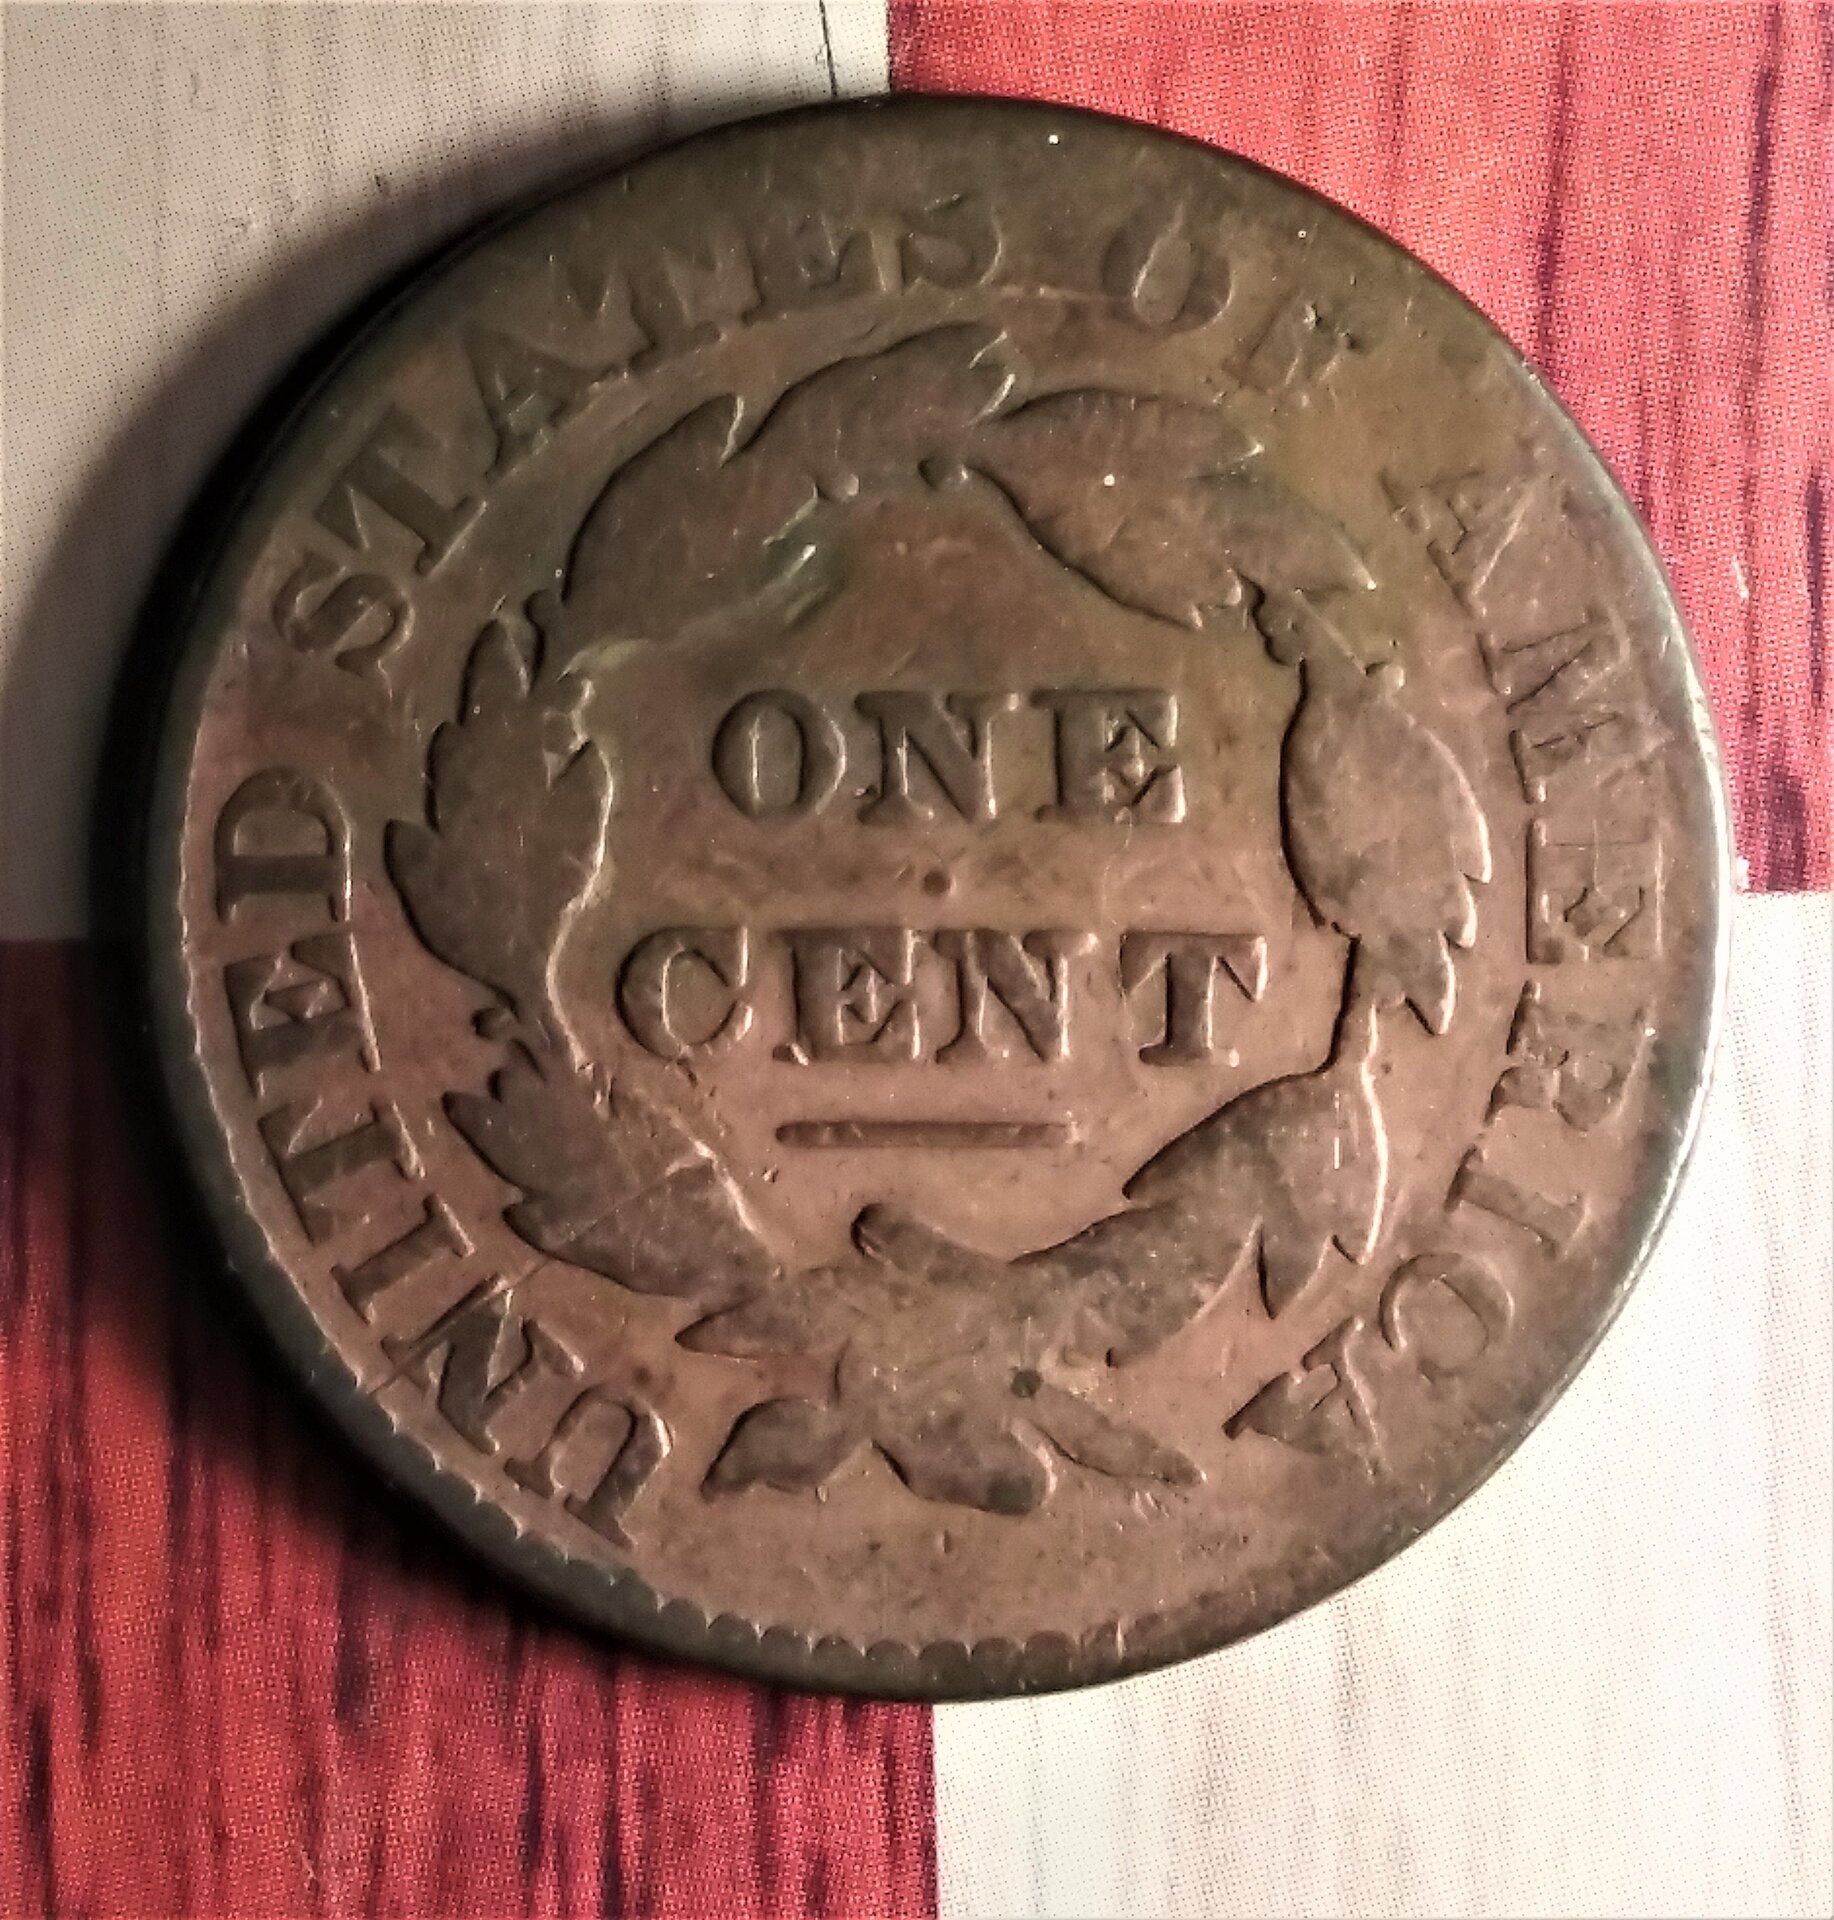 UNITED STATES OF AMERICA
ONE
CENT